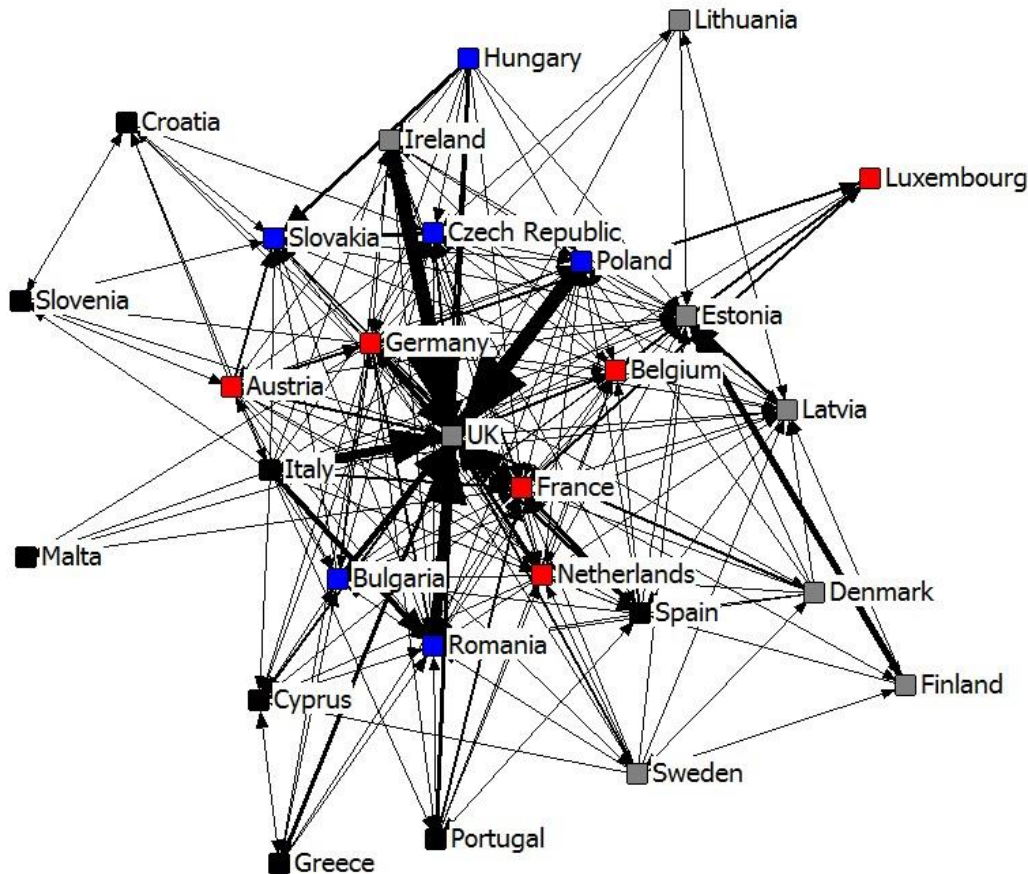 Lithuania
Hungary
Croatia
Ireland
Luxembourg
Slovakia
Czech Republic
Poland
Slovenia
Estonia
Germany
Belgium
Austria
Latvia
UK
Italy
France
Malta
Bulgaria
Netherlands
Denmark
Spain
Romania
Finland
Cyprus
Sweden
Portugal
Greece